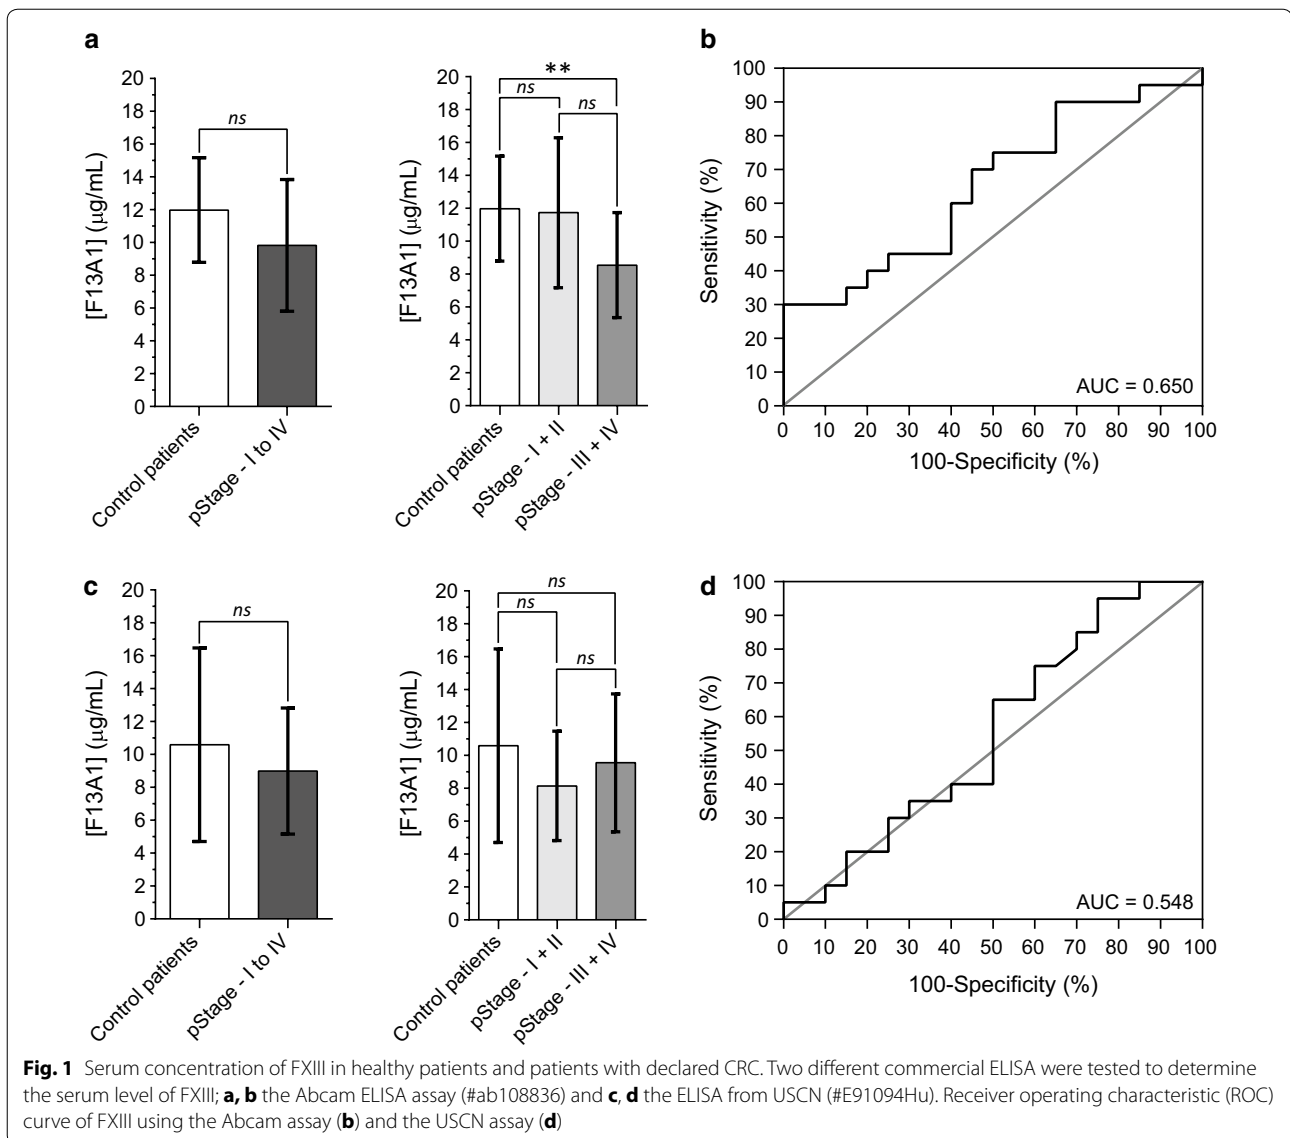 a
20
18
16
14
12
10
8
6
4
2
0
[F13A1] (µg/mL)
ns
Control patients
pStage - I to IV
20
18
16
14
12
10
8
6
4
2
0
[F13A1] (µg/mL)
**
ns
ns
Control patients
pStage - I + II
pStage - III + IV
b
100
90
80
70
60
50
40
30
20
10
0
Sensitivity (%)
AUC = 0.650
0 10 20 30 40 50 60 70 80 90 100
100-Specificity (%)
c
20
18
16
14
12
10
8
6
4
2
0
[F13A1] (µg/mL)
ns
Control patients
pStage - I to IV
20
18
16
14
12
10
8
6
4
2
0
[F13A1] (µg/mL)
ns
ns
ns
Control patients
pStage - I + II
pStage - III + IV
d
100
90
80
70
60
50
40
30
20
10
0
Sensitivity (%)
AUC = 0.548
0 10 20 30 40 50 60 70 80 90 100
100-Specificity (%)
Fig. 1 Serum concentration of FXIII in healthy patients and patients with declared CRC. Two different commercial ELISA were tested to determine
the serum level of FXIII; a, b the Abcam ELISA assay (#ab108836) and c, d the ELISA from USCN (#E91094Hu). Receiver operating characteristic (ROC)
curve of FXIII using the Abcam assay (b) and the USCN assay (d)